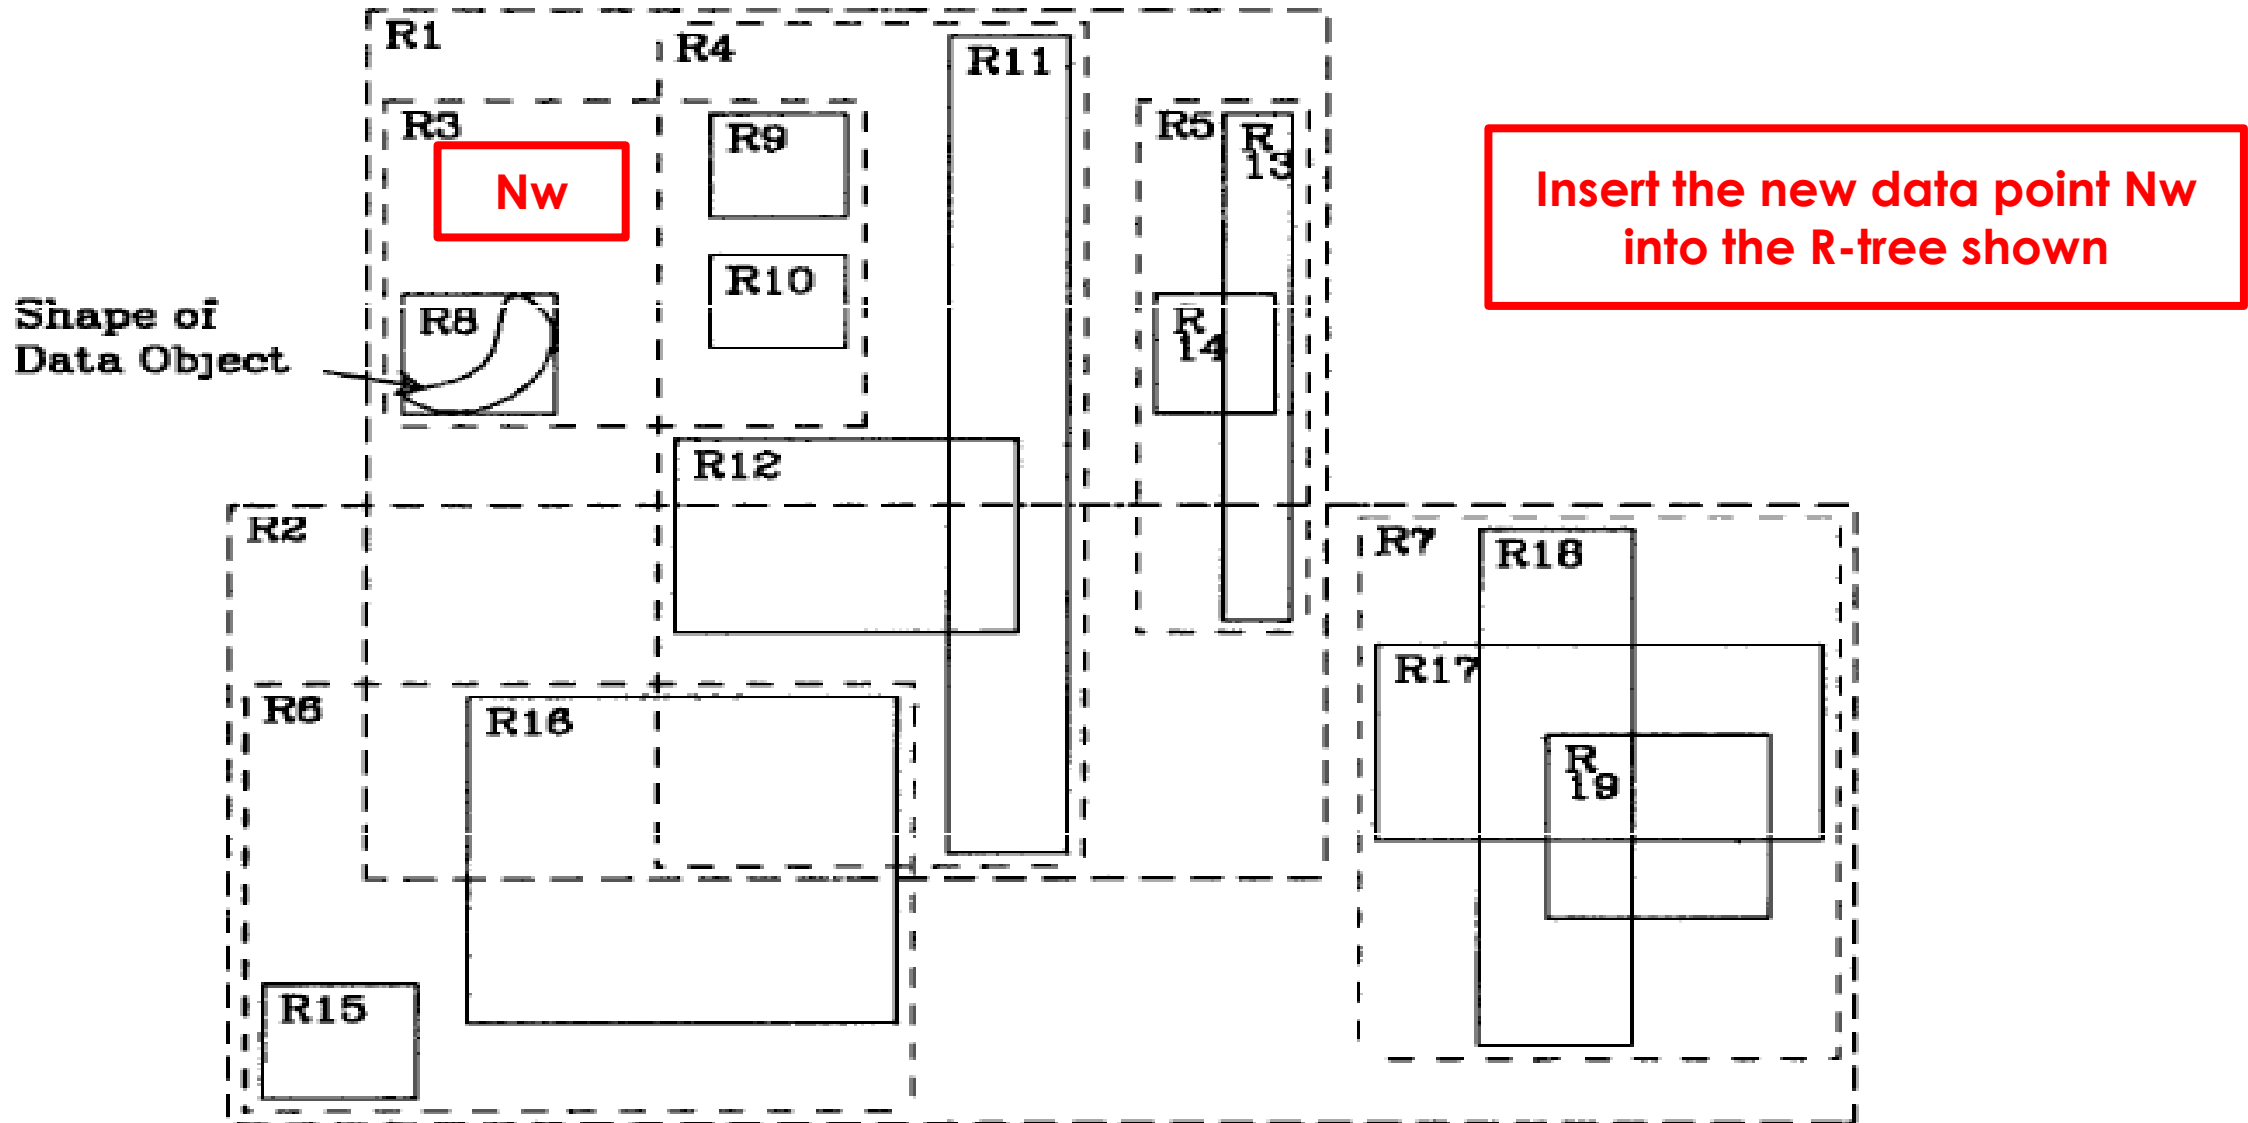 R1
R4
R11
R3
Nw
R9
R5
R
13
Insert the new data point Nw
into the R-tree shown
R10
Shape of
Data Object
R8
R
14
R12
R2
R7
R18
R17
R6
R16
R
19
R15